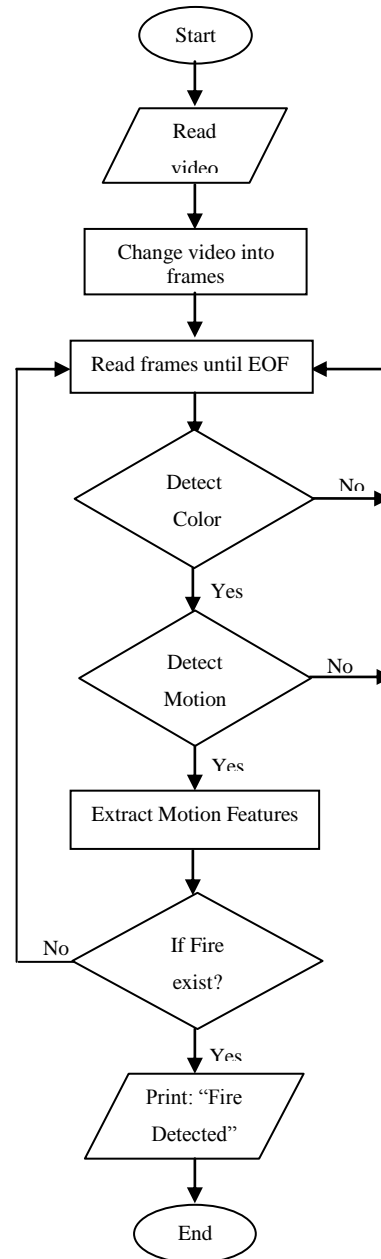 Start
Read
video
Change video into
frames
Read frames until EOF
Detect
Color
No
Yes
Detect
Motion
No
Yes
Extract Motion Features
If Fire
exist?
No
Yes
Print: “Fire
Detected”
End